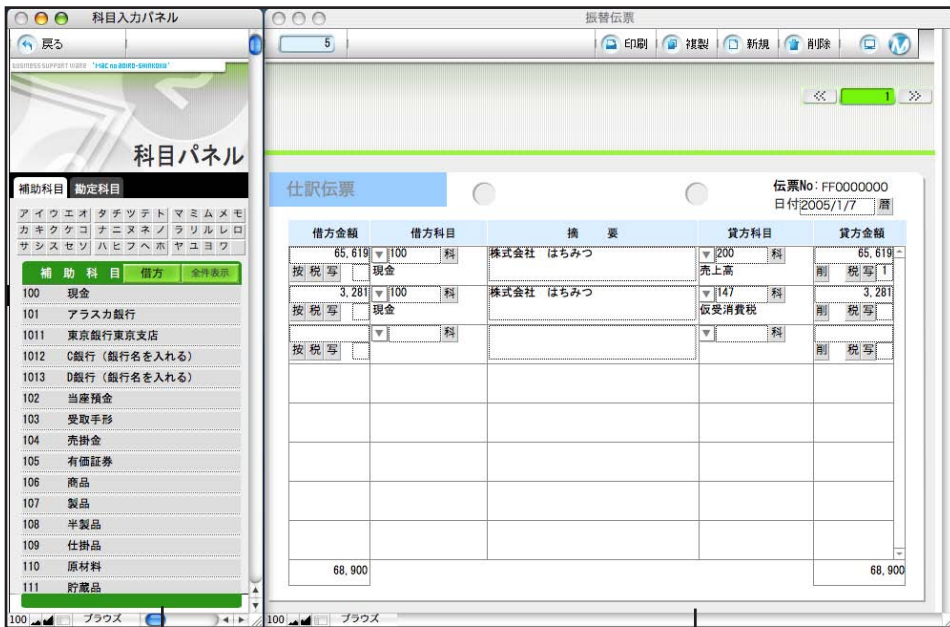 科目入力パネル
戻る
BUSINESS SUPPORT WARE 'MAC no AOIRO-SHINKOKU'
科目パネル
補助科目 勘定科目
アイウエオ タチツテト マミムメモ
カキクケコ ナニヌネノ ラリルレロ
サシスセソ ハヒフヘホ ヤユヨワ
補助科目 借方 全件表示
100 現金
101 アラスカ銀行
1011 東京銀行東京支店
1012 C銀行（銀行名を入れる）
1013 D銀行（銀行名を入れる）
102 当座預金
103 受取手形
104 売掛金
105 有価証券
106 商品
107 製品
108 半製品
109 仕掛品
110 原材料
111 貯蔵品
100 ブラウズ
振替伝票
5 印刷 複製 新規 削除
<< 1 >>
仕訳伝票
伝票No：FF0000000
日付 2005/1/7 暦
借方金額 借方科目 摘要 貸方科目 貸方金額
65,619 100 科 株式会社 はちみつ 200 科 65,619
按 税 写 現金 売上高 削 税 写 1
3,281 100 科 株式会社 はちみつ 147 科 3,281
按 税 写 現金 仮受消費税 削 税 写
科 科
按 税 写 削 税 写
68,900 68,900
100 ブラウズ